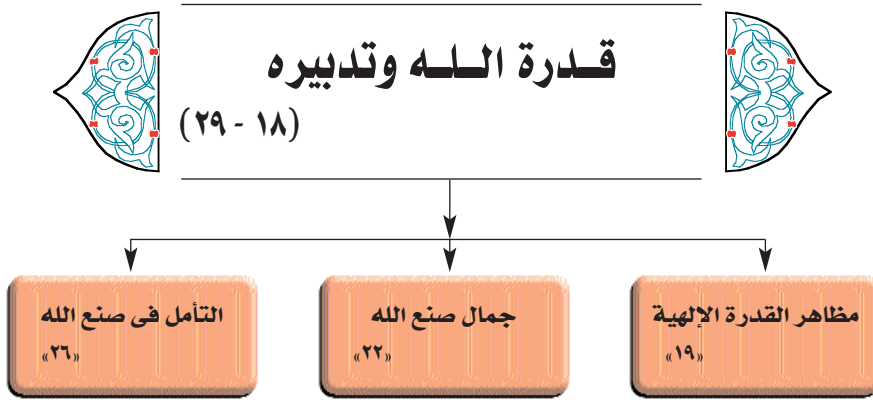 قدرة الله وتدبيره
(١٨ - ٢٩)
مظاهر القدرة الإلهية
«١٩»
جمال صنع الله
«٢٢»
التأمل فى صنع الله
«٢٦»